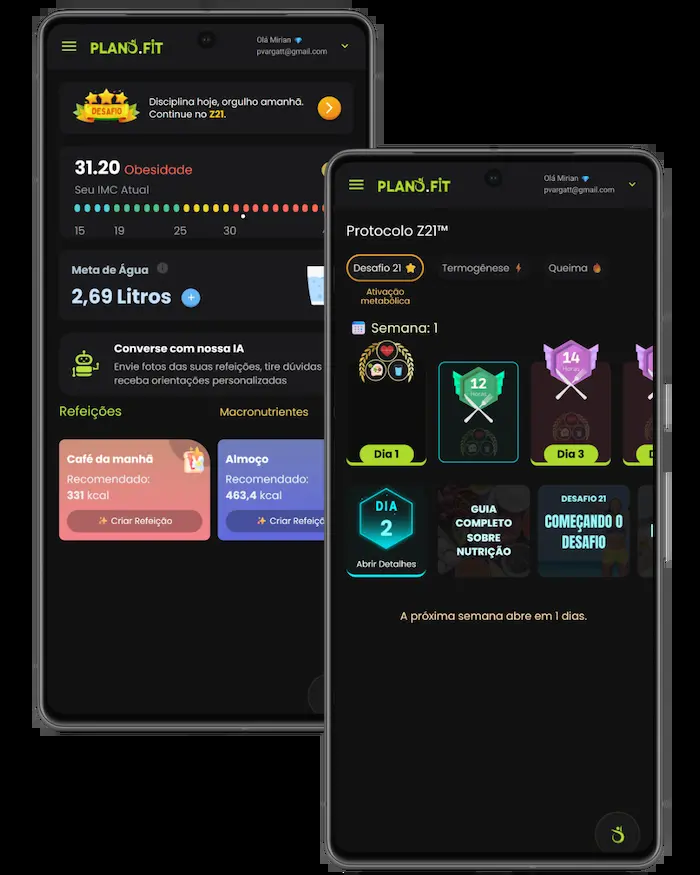 PLANO.FIT
Olá Mirian
pvargatt@gmail.com
DESAFIO
Disciplina hoje, orgulho amanhã.
Continue no Z21.
31.20 Obesidade
Seu IMC Atual
15 19 25 30
Meta de Água
2,69 Litros +
Converse com nossa IA
Envie fotos das suas refeições, tire dúvidas
receba orientações personalizadas
Refeições
Macronutrientes
Café da manhã
Recomendado:
331 kcal
Criar Refeição
Almoço
Recomendado:
463,4 kcal
Criar Refeiçã
PLANO.FIT
Olá Mirian
pvargatt@gmail.com
Protocolo Z21™
Desafio 21
Termogênese
Queima
Ativação
metabólica
Semana: 1
Dia 1
12
Horas
14
Horas
Dia 3
DIA
2
Abrir Detalhes
GUIA
COMPLETO
SOBRE
NUTRIÇÃO
DESAFIO 21
COMEÇANDO O
DESAFIO
A próxima semana abre em 1 dias.